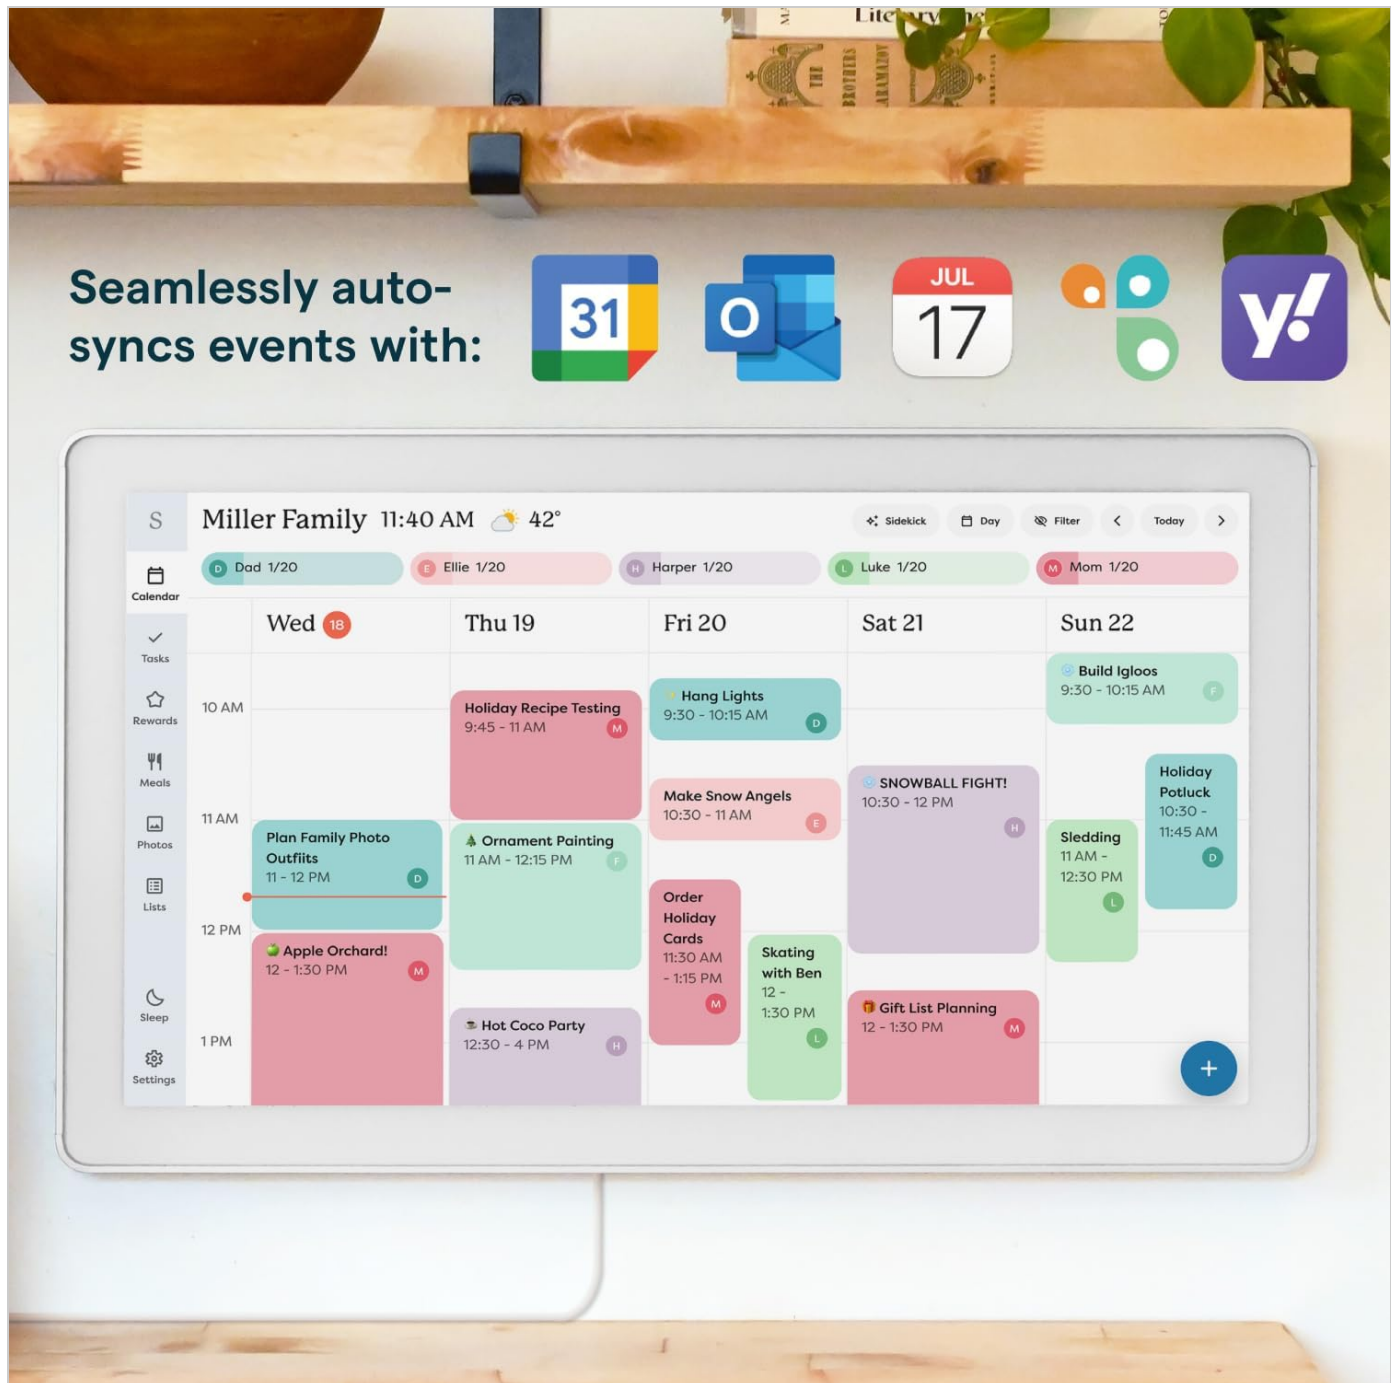 Literary
THE
BROTHERS
KARAMAZOV
Seamlessly auto-
syncs events with:
31
O
JUL
17
y!
S
Miller Family 11:40 AM 42°
Sidekick
Day
Filter
<
Today
>
D Dad 1/20
E Ellie 1/20
H Harper 1/20
L Luke 1/20
M Mom 1/20
Calendar
Tasks
Rewards
Meals
Photos
Lists
Sleep
Settings
Wed 18
Thu 19
Fri 20
Sat 21
Sun 22
10 AM
11 AM
12 PM
1 PM
Plan Family Photo
Outfiits
11 - 12 PM
D
Apple Orchard!
12 - 1:30 PM
M
Holiday Recipe Testing
9:45 - 11 AM
M
Ornament Painting
11 AM - 12:15 PM
F
Hot Coco Party
12:30 - 4 PM
H
Hang Lights
9:30 - 10:15 AM
D
Make Snow Angels
10:30 - 11 AM
E
Order
Holiday
Cards
11:30 AM
- 1:15 PM
M
Skating
with Ben
12 -
1:30 PM
L
SNOWBALL FIGHT!
10:30 - 12 PM
H
Gift List Planning
12 - 1:30 PM
M
Build Igloos
9:30 - 10:15 AM
F
Holiday
Potluck
10:30 -
11:45 AM
D
Sledding
11 AM -
12:30 PM
L
+